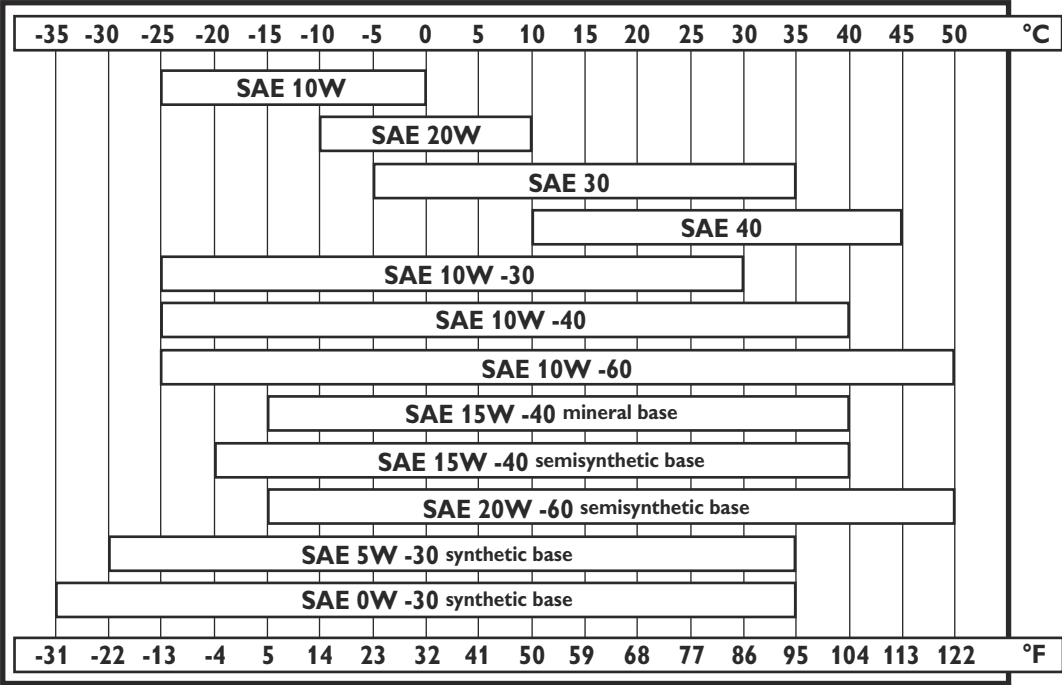 -35 -30 -25 -20 -15 -10 -5 0 5 10 15 20 25 30 35 40 45 50 °C
SAE 10W
SAE 20W
SAE 30
SAE 40
SAE 10W -30
SAE 10W -40
SAE 10W -60
SAE 15W -40 mineral base
SAE 15W -40 semisynthetic base
SAE 20W -60 semisynthetic base
SAE 5W -30 synthetic base
SAE 0W -30 synthetic base
-31 -22 -13 -4 5 14 23 32 41 50 59 68 77 86 95 104 113 122 °F